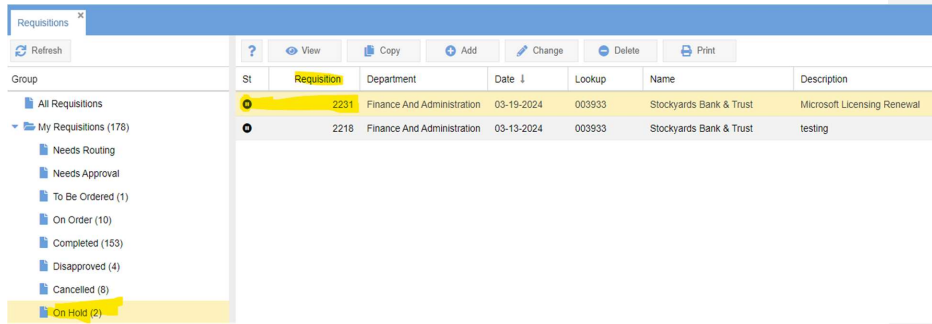 Requisitions ×
Refresh ? View Copy Add Change Delete Print
Group St Requisition Department Date ↓ Lookup Name Description
All Requisitions 2231 Finance And Administration 03-19-2024 003933 Stockyards Bank & Trust Microsoft Licensing Renewal
My Requisitions (178) 2218 Finance And Administration 03-13-2024 003933 Stockyards Bank & Trust testing
Needs Routing
Needs Approval
To Be Ordered (1)
On Order (10)
Completed (153)
Disapproved (4)
Cancelled (8)
On Hold (2)